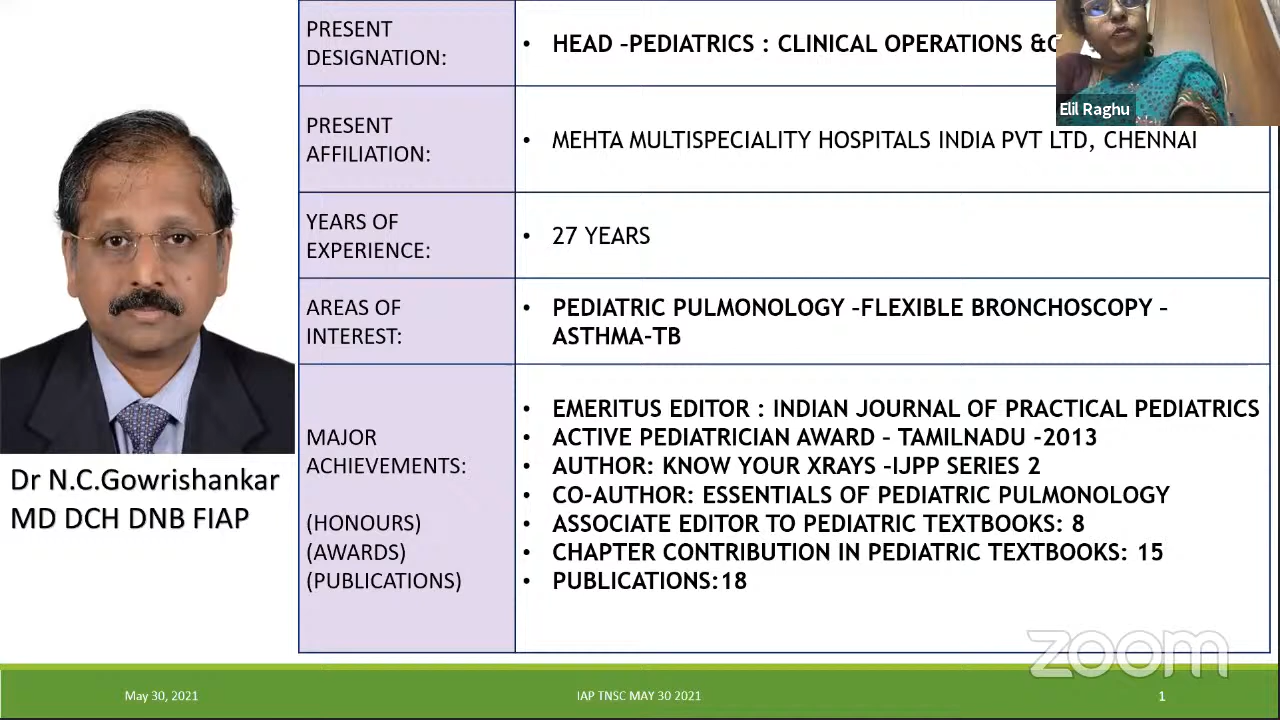 PRESENT
DESIGNATION:
• HEAD –PEDIATRICS : CLINICAL OPERATIONS &
Elil Raghu
PRESENT
AFFILIATION:
• MEHTA MULTISPECIALITY HOSPITALS INDIA PVT LTD, CHENNAI
YEARS OF
EXPERIENCE:
• 27 YEARS
AREAS OF
INTEREST:
• PEDIATRIC PULMONOLOGY –FLEXIBLE BRONCHOSCOPY –
ASTHMA-TB
MAJOR
ACHIEVEMENTS:
(HONOURS)
(AWARDS)
(PUBLICATIONS)
• EMERITUS EDITOR : INDIAN JOURNAL OF PRACTICAL PEDIATRICS
• ACTIVE PEDIATRICIAN AWARD – TAMILNADU -2013
• AUTHOR: KNOW YOUR XRAYS –IJPP SERIES 2
• CO-AUTHOR: ESSENTIALS OF PEDIATRIC PULMONOLOGY
• ASSOCIATE EDITOR TO PEDIATRIC TEXTBOOKS: 8
• CHAPTER CONTRIBUTION IN PEDIATRIC TEXTBOOKS: 15
• PUBLICATIONS:18
Dr N.C.Gowrishankar
MD DCH DNB FIAP
zoom
May 30, 2021
IAP TNSC MAY 30 2021
1